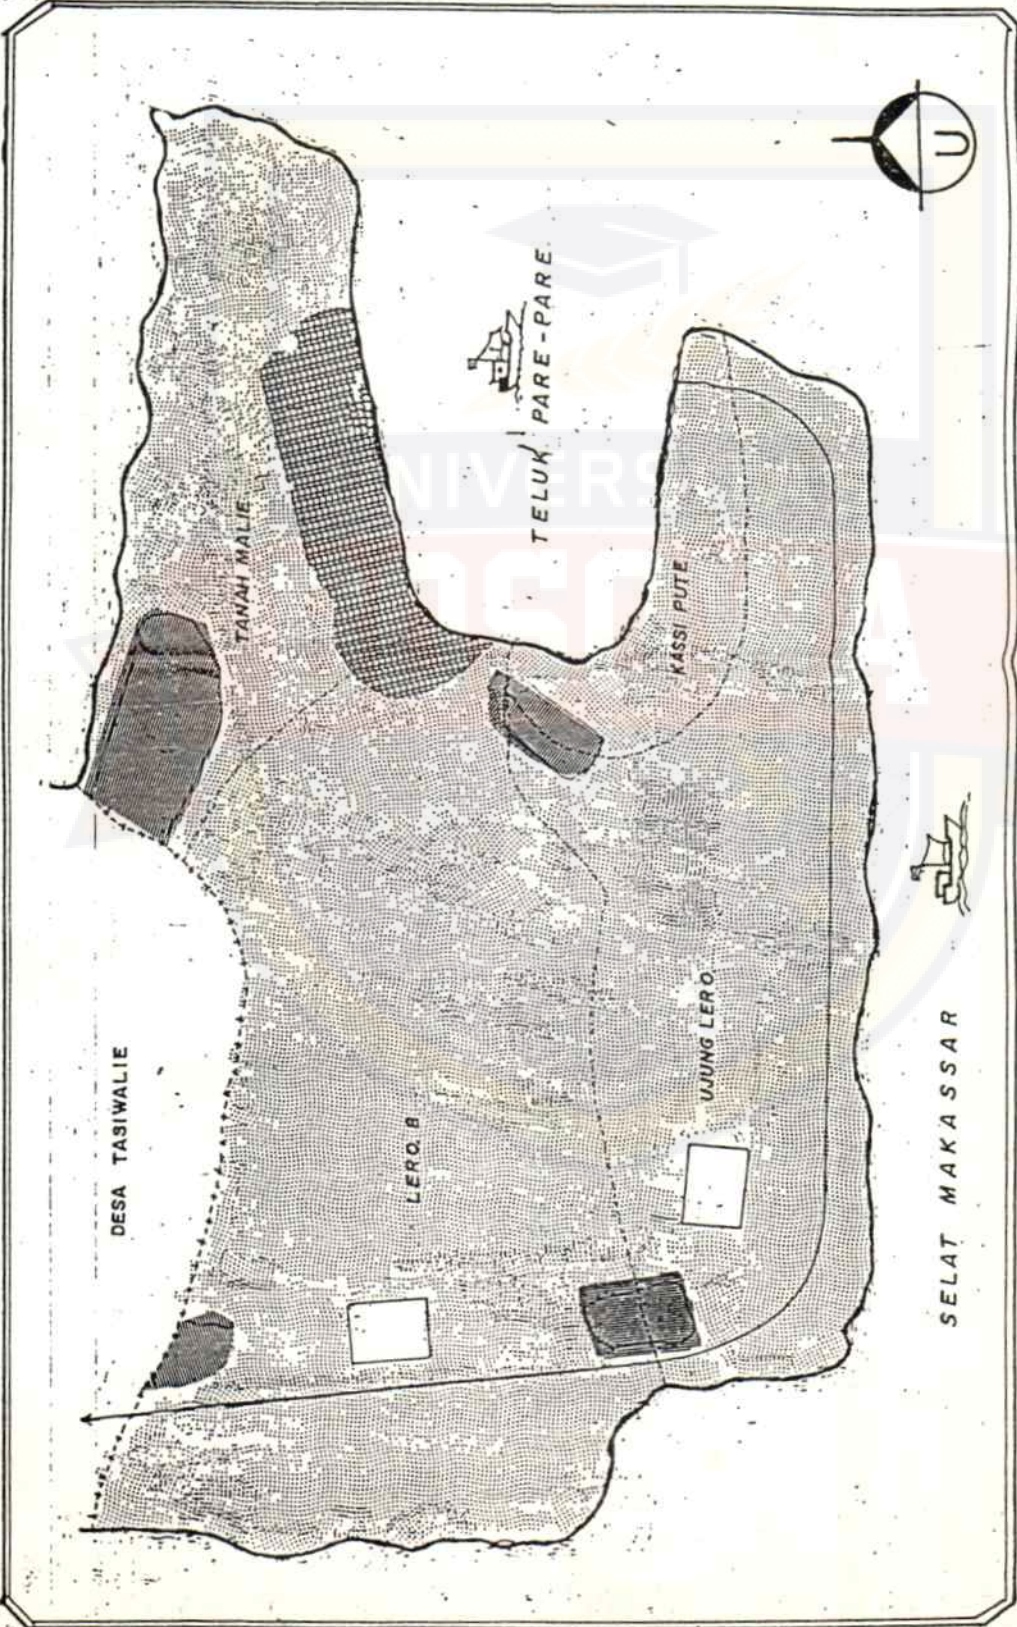 U
TELUK PARE-PARE
TANAH MALIE
KASSI PUTE
DESA TASIWALIE
LERO B
UJUNG LERO
SELAT MAKASSAR